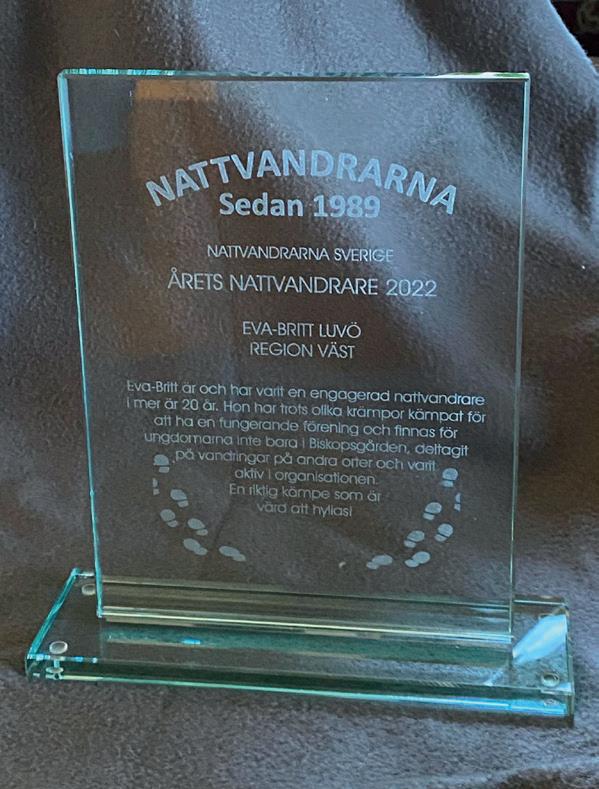 NATTVANDRARNA
Sedan 1989
NATTVANDRARNA SVERIGE
ÅRETS NATTVANDRARE 2022
EVA-BRITT LUVÖ
REGION VÄST
Eva-Britt är och har varit en engagerad nattvandrare
i mer är 20 år. Hon har trots olika krämpor kämpat för
att ha en fungerande förening och finnas för
ungdomarna inte bara i Biskopsgården, deltagit
på vandringar på andra orter och varit
aktiv i organisationen.
En riktig kämpe som är
värd att hyllas!